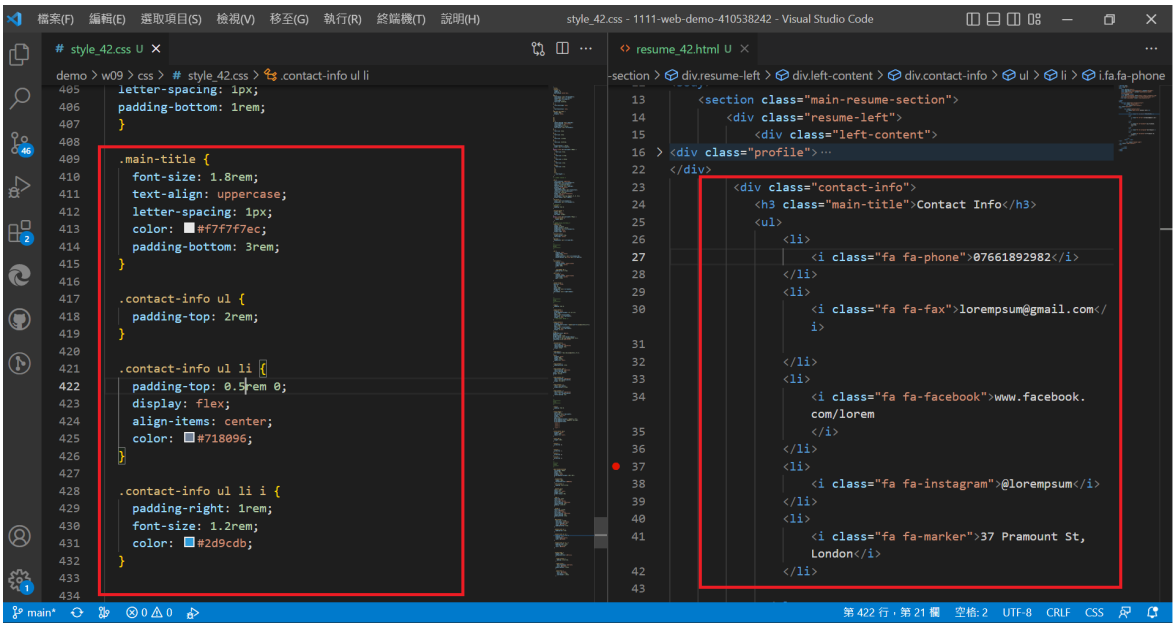 檔案(F) 編輯(E) 選取項目(S) 檢視(V) 移至(G) 執行(R) 終端機(T) 說明(H) style_42.css - 1111-web-demo-410538242 - Visual Studio Code
# style_42.css U
demo > w09 > css > # style_42.css > .contact-info ul li
405 letter-spacing: 1px;
406 padding-bottom: 1rem;
407 }
408
409 .main-title {
410 font-size: 1.8rem;
411 text-align: uppercase;
412 letter-spacing: 1px;
413 color: #f7f7f7ec;
414 padding-bottom: 3rem;
415 }
416
417 .contact-info ul {
418 padding-top: 2rem;
419 }
420
421 .contact-info ul li {
422 padding-top: 0.5rem 0;
423 display: flex;
424 align-items: center;
425 color: #718096;
426 }
427
428 .contact-info ul li i {
429 padding-right: 1rem;
430 font-size: 1.2rem;
431 color: #2d9cdb;
432 }
433
434
<> resume_42.html U
-section > div.resume-left > div.left-content > div.contact-info > ul > li > i.fa.fa-phone
13 <section class="main-resume-section">
14 <div class="resume-left">
15 <div class="left-content">
16 > <div class="profile">…
22 </div>
23 <div class="contact-info">
24 <h3 class="main-title">Contact Info</h3>
25 <ul>
26 <li>
27 <i class="fa fa-phone">07661892982</i>
28 </li>
29 <li>
30 <i class="fa fa-fax">lorempsum@gmail.com</
i>
31
32 </li>
33 <li>
34 <i class="fa fa-facebook">www.facebook.
com/lorem
35 </i>
36 </li>
37 <li>
38 <i class="fa fa-instagram">@lorempsum</i>
39 </li>
40 <li>
41 <i class="fa fa-marker">37 Pramount St,
London</i>
42 </li>
43
46
2
1
main* 0 0 第 422 行，第 21 欄 空格: 2 UTF-8 CRLF CSS